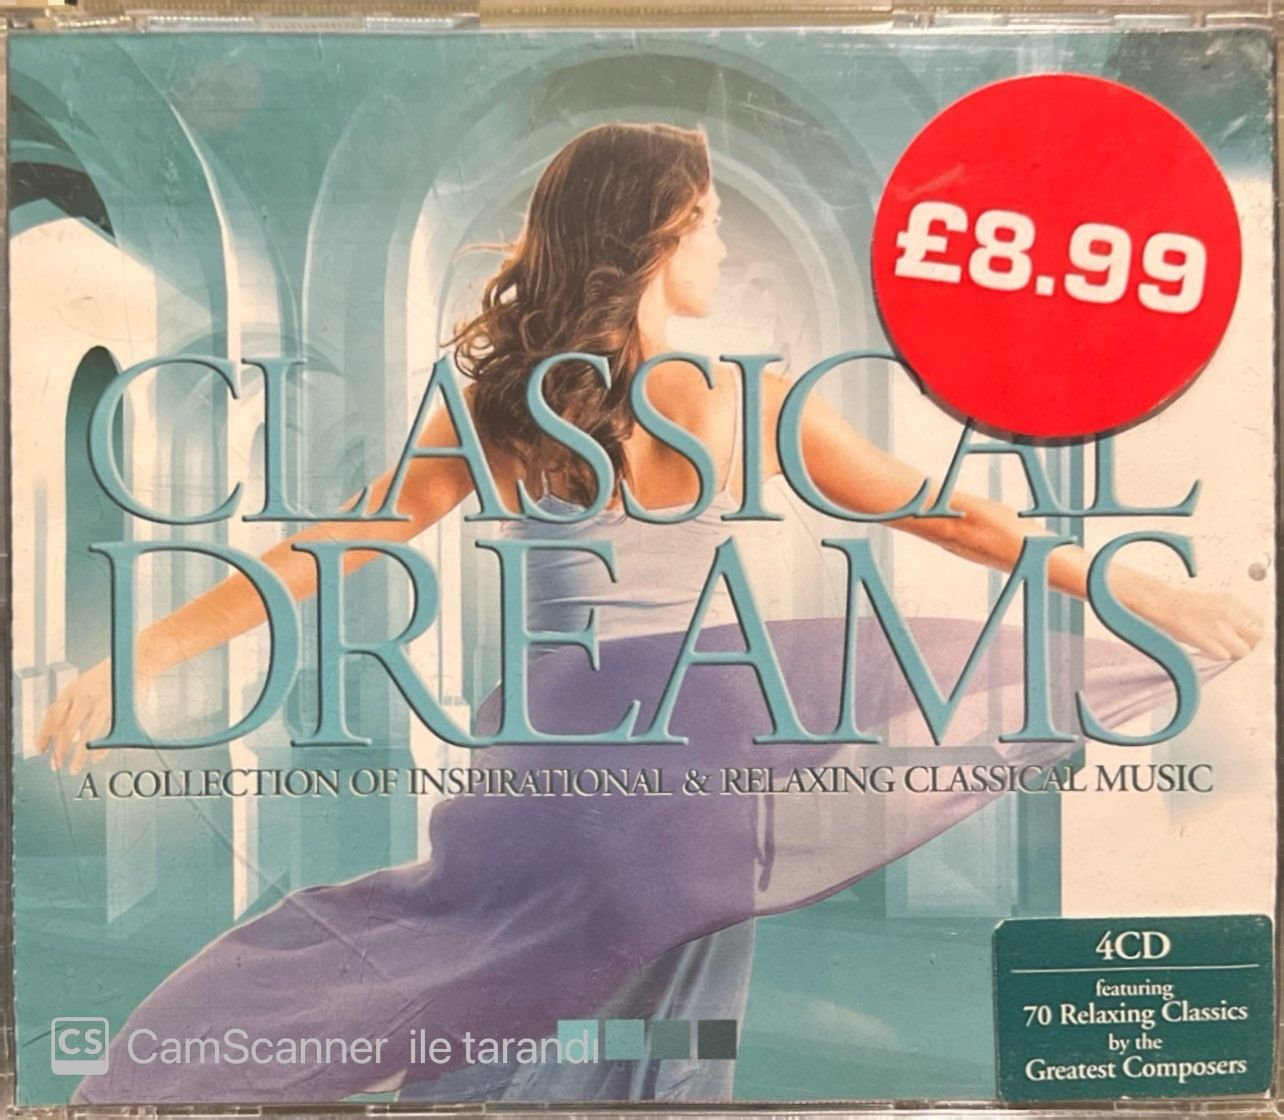 £8.99
CLASSICAL
DREAMS
A COLLECTION OF INSPIRATIONAL & RELAXING CLASSICAL MUSIC
4CD
featuring
70 Relaxing Classics
by the
Greatest Composers
CS CamScanner ile tarandı